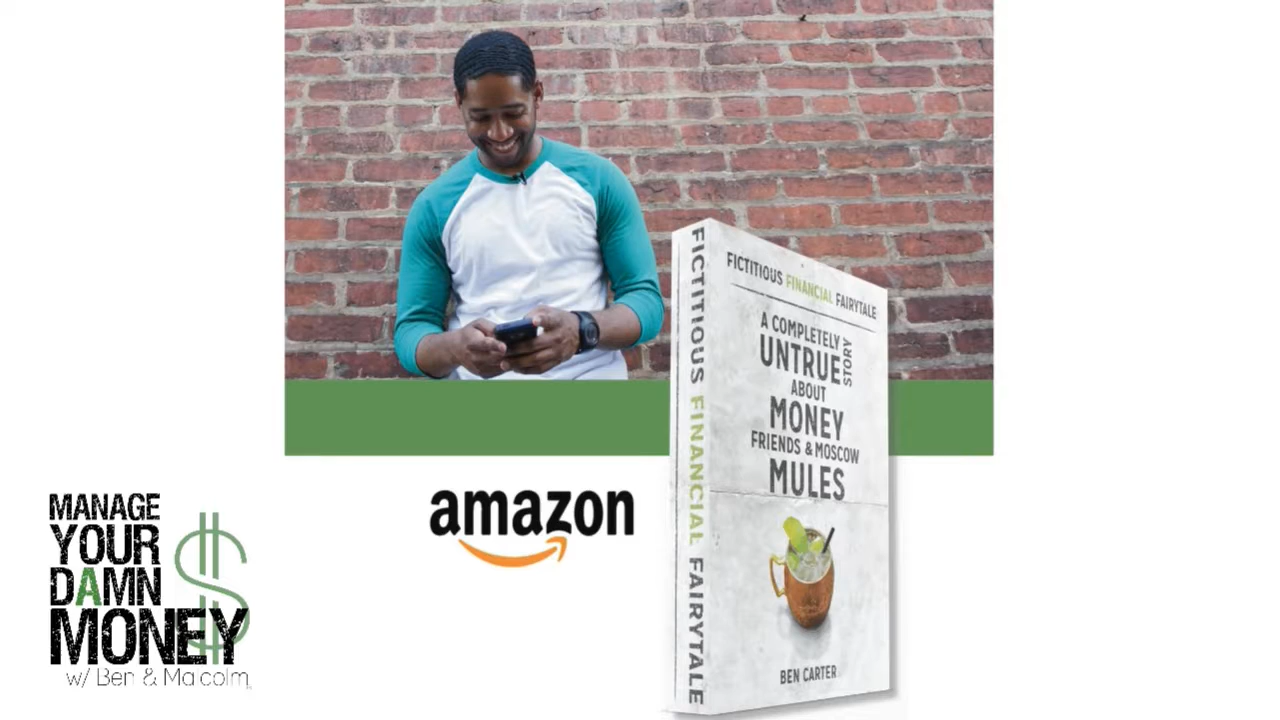 FICTITIOUS FINANCIAL FAIRYTALE
FICTITIOUS FINANCIAL FAIRYTALE
A COMPLETELY
UNTRUE STORY
ABOUT
MONEY
FRIENDS & MOSCOW
MULES
BEN CARTER
amazon
MANAGE
YOUR
DAMN
MONEY
w/ Ben & Malcolm